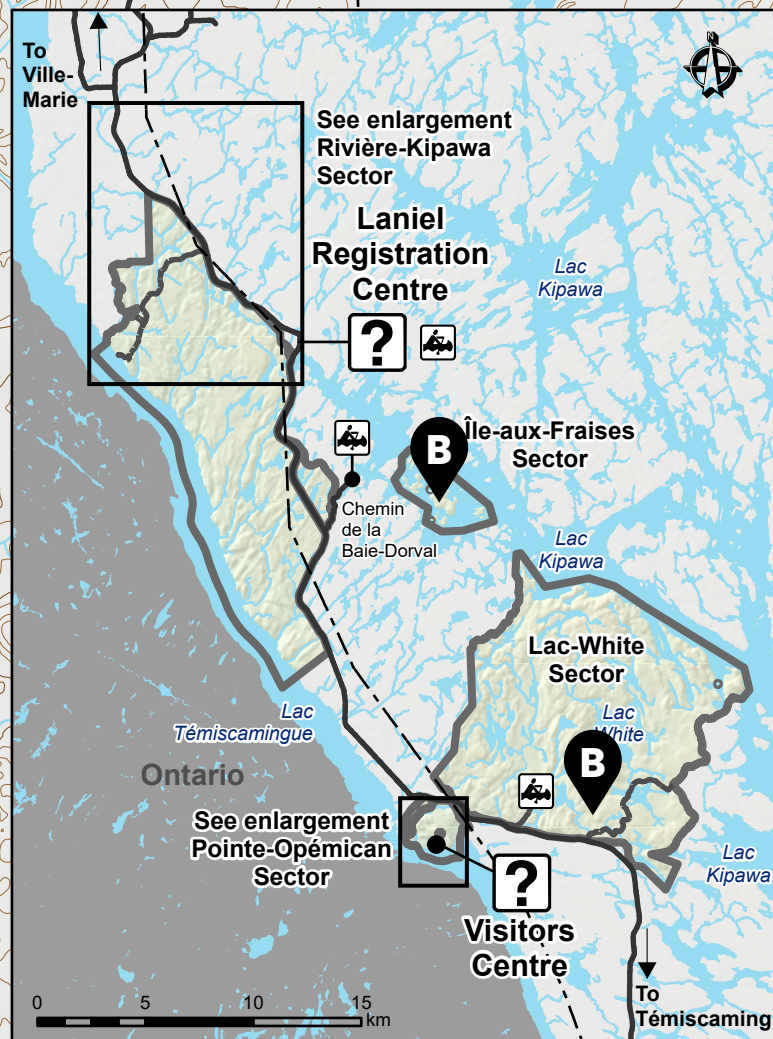 To
Ville-
Marie
N
See enlargement
Rivière-Kipawa
Sector
Laniel
Registration
Centre
?
Lac
Kipawa
B
Île-aux-Fraises
Sector
Chemin
de la
Baie-Dorval
Lac
Kipawa
Lac-White
Sector
Lac
White
B
Lac
Témiscamingue
Ontario
See enlargement
Pointe-Opémican
Sector
Lac
Kipawa
?
Visitors
Centre
To
Témiscaming
0 5 10 15
km